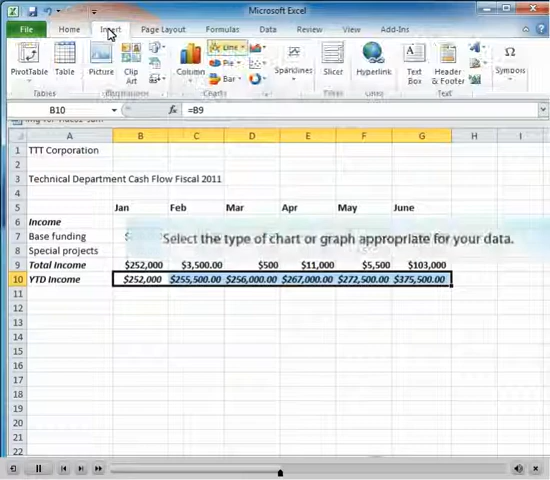 Microsoft Excel
File Home Insert Page Layout Formulas Data Review View Add-Ins
PivotTable Table Picture Clip Art Column Line Pie Bar Sparklines Slicer Hyperlink Text Box Header & Footer Symbols
Tables Illustrations Charts Text
B10 fx =B9
A B C D E F G H I
1 TTT Corporation
2
3 Technical Department Cash Flow Fiscal 2011
4
5 Jan Feb Mar Apr May June
6 Income
7 Base funding
Select the type of chart or graph appropriate for your data.
8 Special projects
9 Total Income $252,000 $3,500.00 $500 $11,000 $5,500 $103,000
10 YTD Income $252,000 $255,500.00 $256,000.00 $267,000.00 $272,500.00 $375,500.00
11
12
13
14
15
16
17
18
19
20
21
22